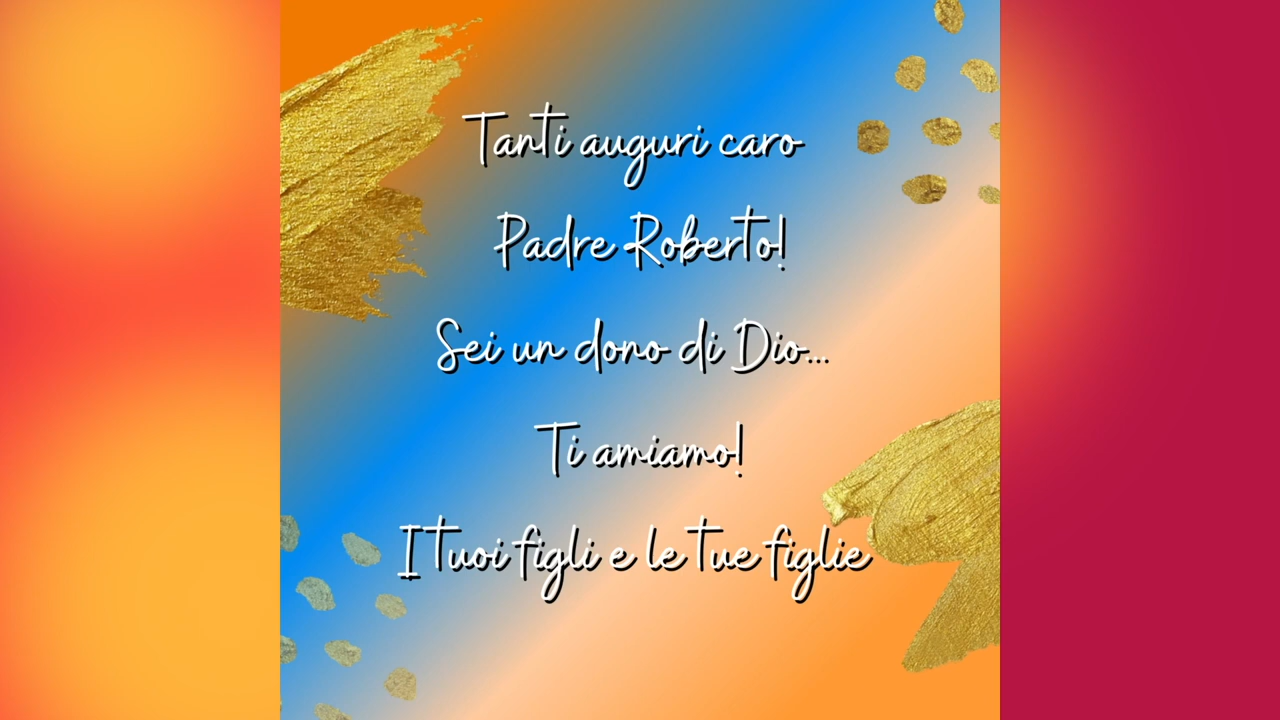 Tanti auguri caro
Padre Roberto!
Sei un dono di Dio...
Ti amiamo!
I tuoi figli e le tue figlie